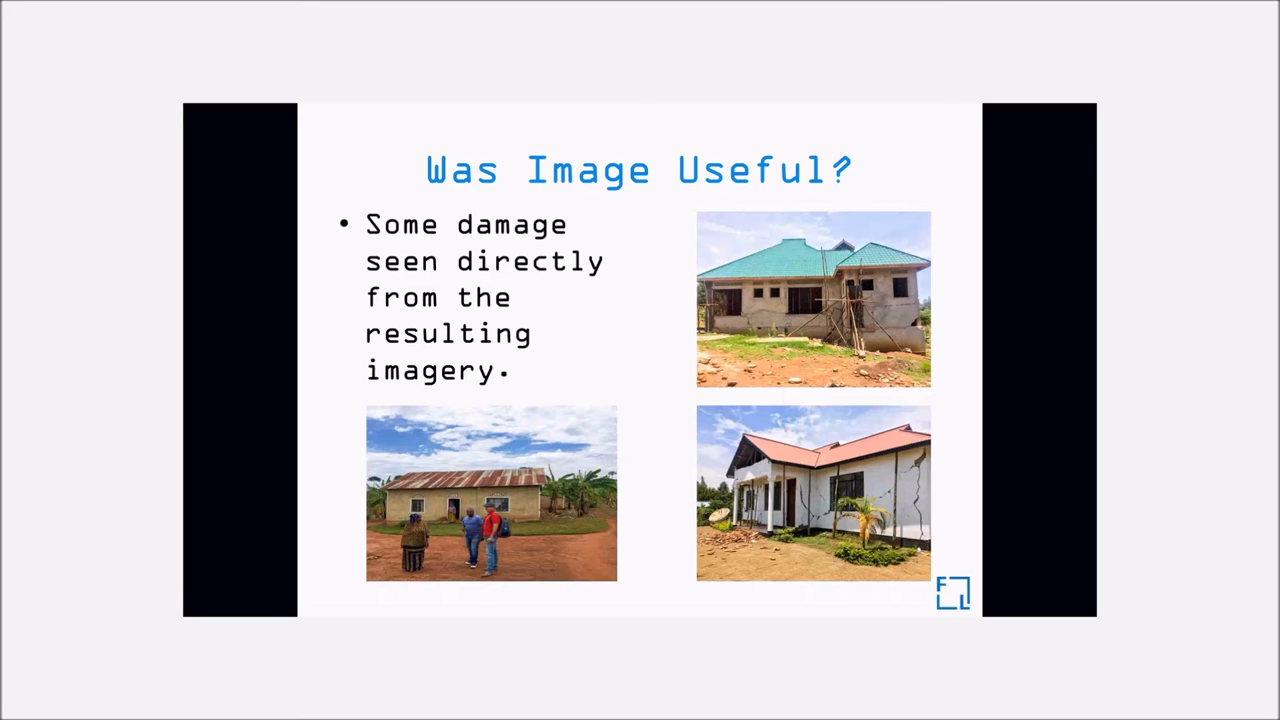 Was Image Useful?
• Some damage
seen directly
from the
resulting
imagery.
F
L